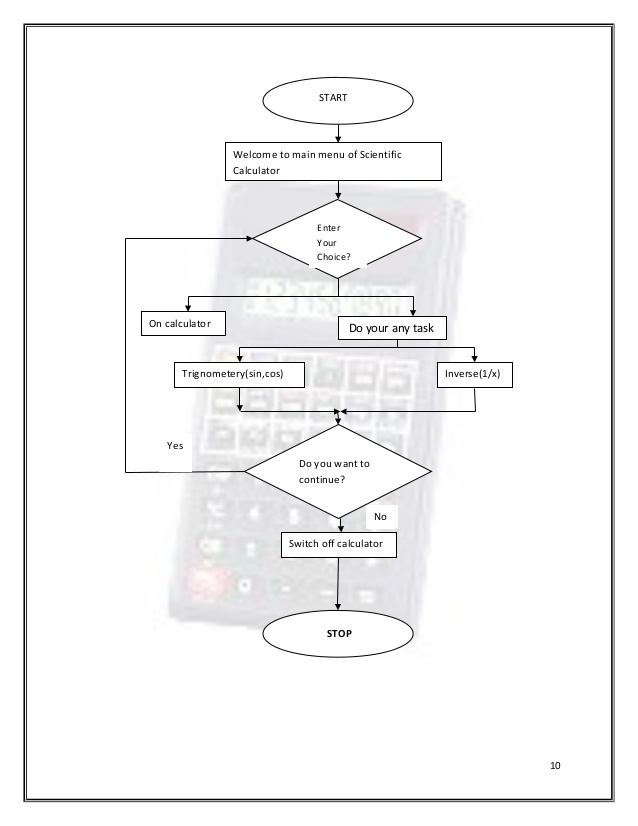 START
Welcome to main menu of Scientific
Calculator
Enter
Your
Choice?
On calculator
Do your any task
Trignometery(sin,cos)
Inverse(1/x)
Yes
Do you want to
continue?
No
Switch off calculator
STOP
10